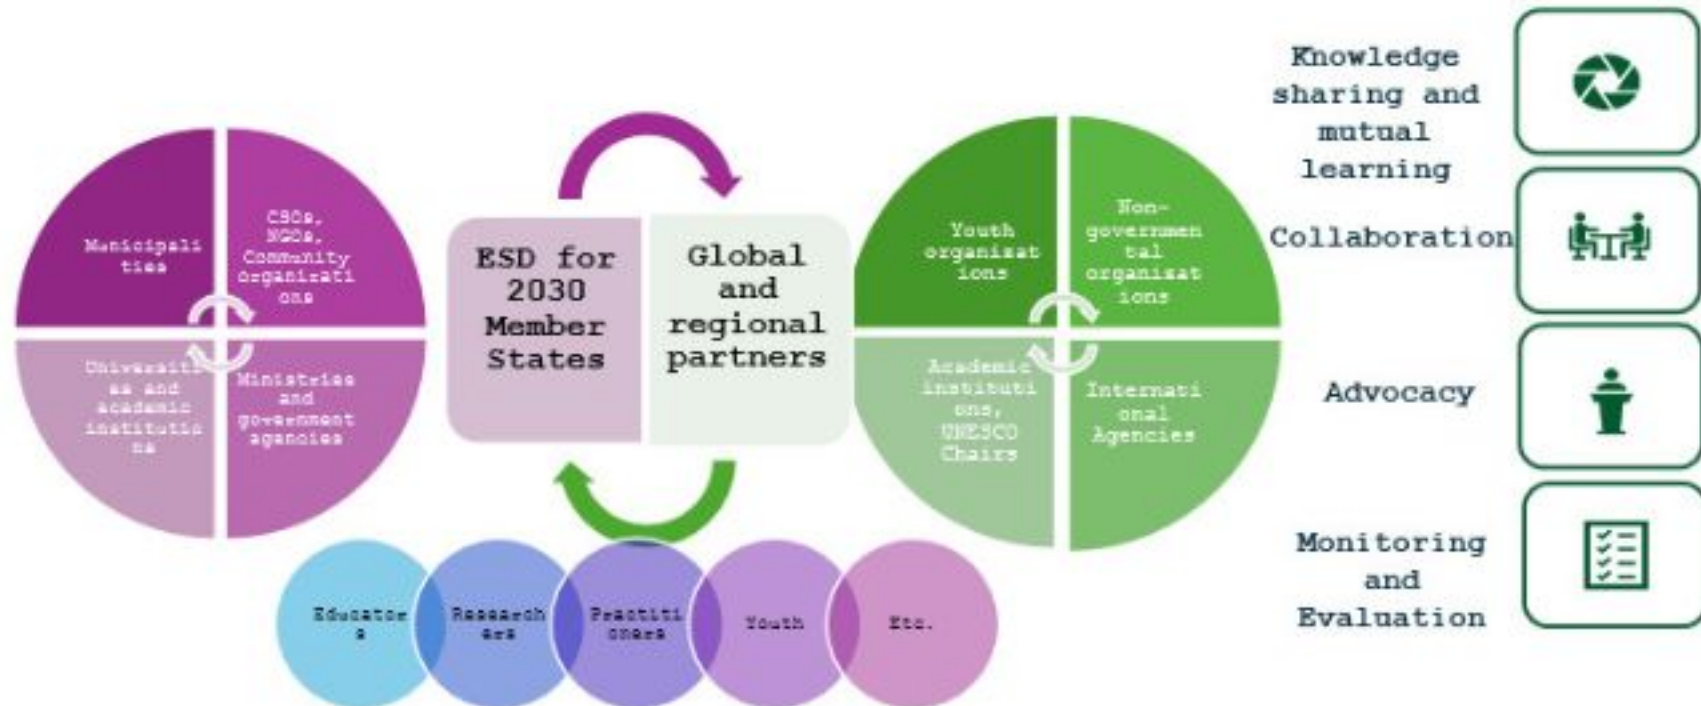 Municipali
ties
CSOs,
NGOs,
Community
organizati
ons
Universiti
es and
academic
institutio
ns
Ministries
and
government
agencies
ESD for
2030
Member
States
Global
and
regional
partners
Youth
organizat
ions
Non-
governmen
tal
organizat
ions
Academic
instituti
ons,
UNESCO
Chairs
Internati
onal
Agencies
Educator
s
Research
ers
Practiti
oners
Youth
Etc.
Knowledge
sharing and
mutual
learning
Collaboration
Advocacy
Monitoring
and
Evaluation